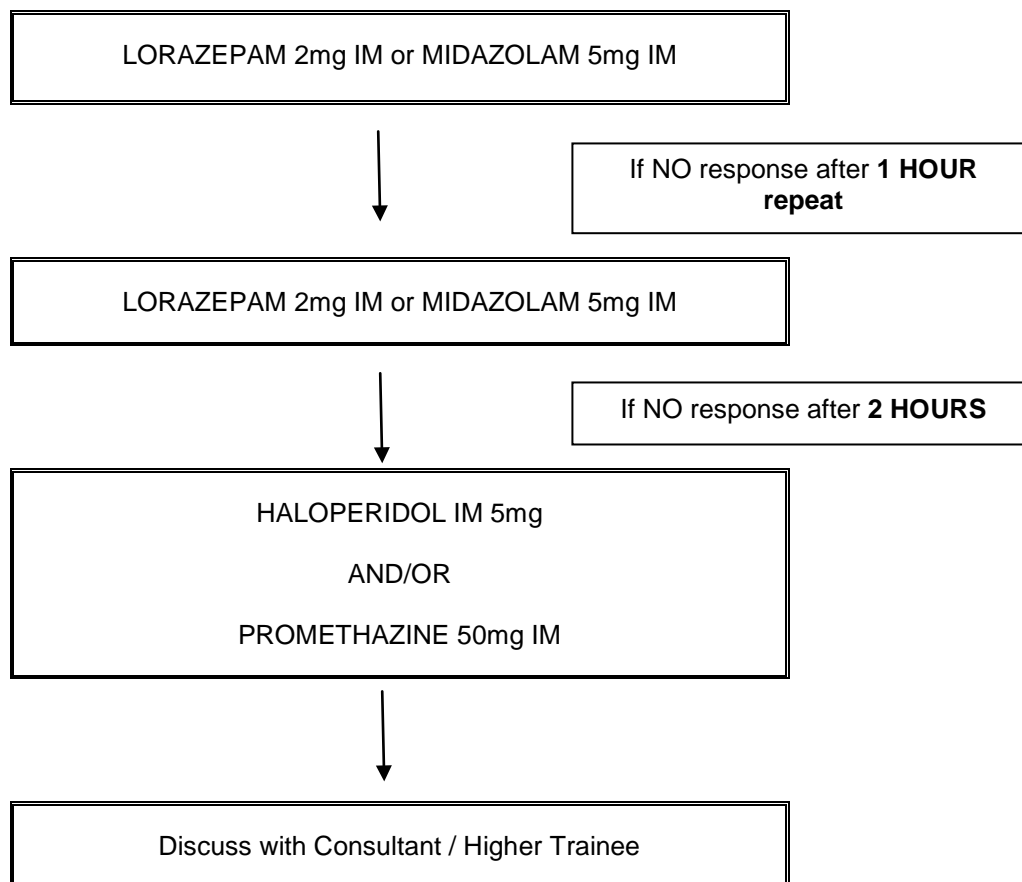 LORAZEPAM 2mg IM or MIDAZOLAM 5mg IM
If NO response after 1 HOUR
repeat
LORAZEPAM 2mg IM or MIDAZOLAM 5mg IM
If NO response after 2 HOURS
HALOPERIDOL IM 5mg
AND/OR
PROMETHAZINE 50mg IM
Discuss with Consultant / Higher Trainee